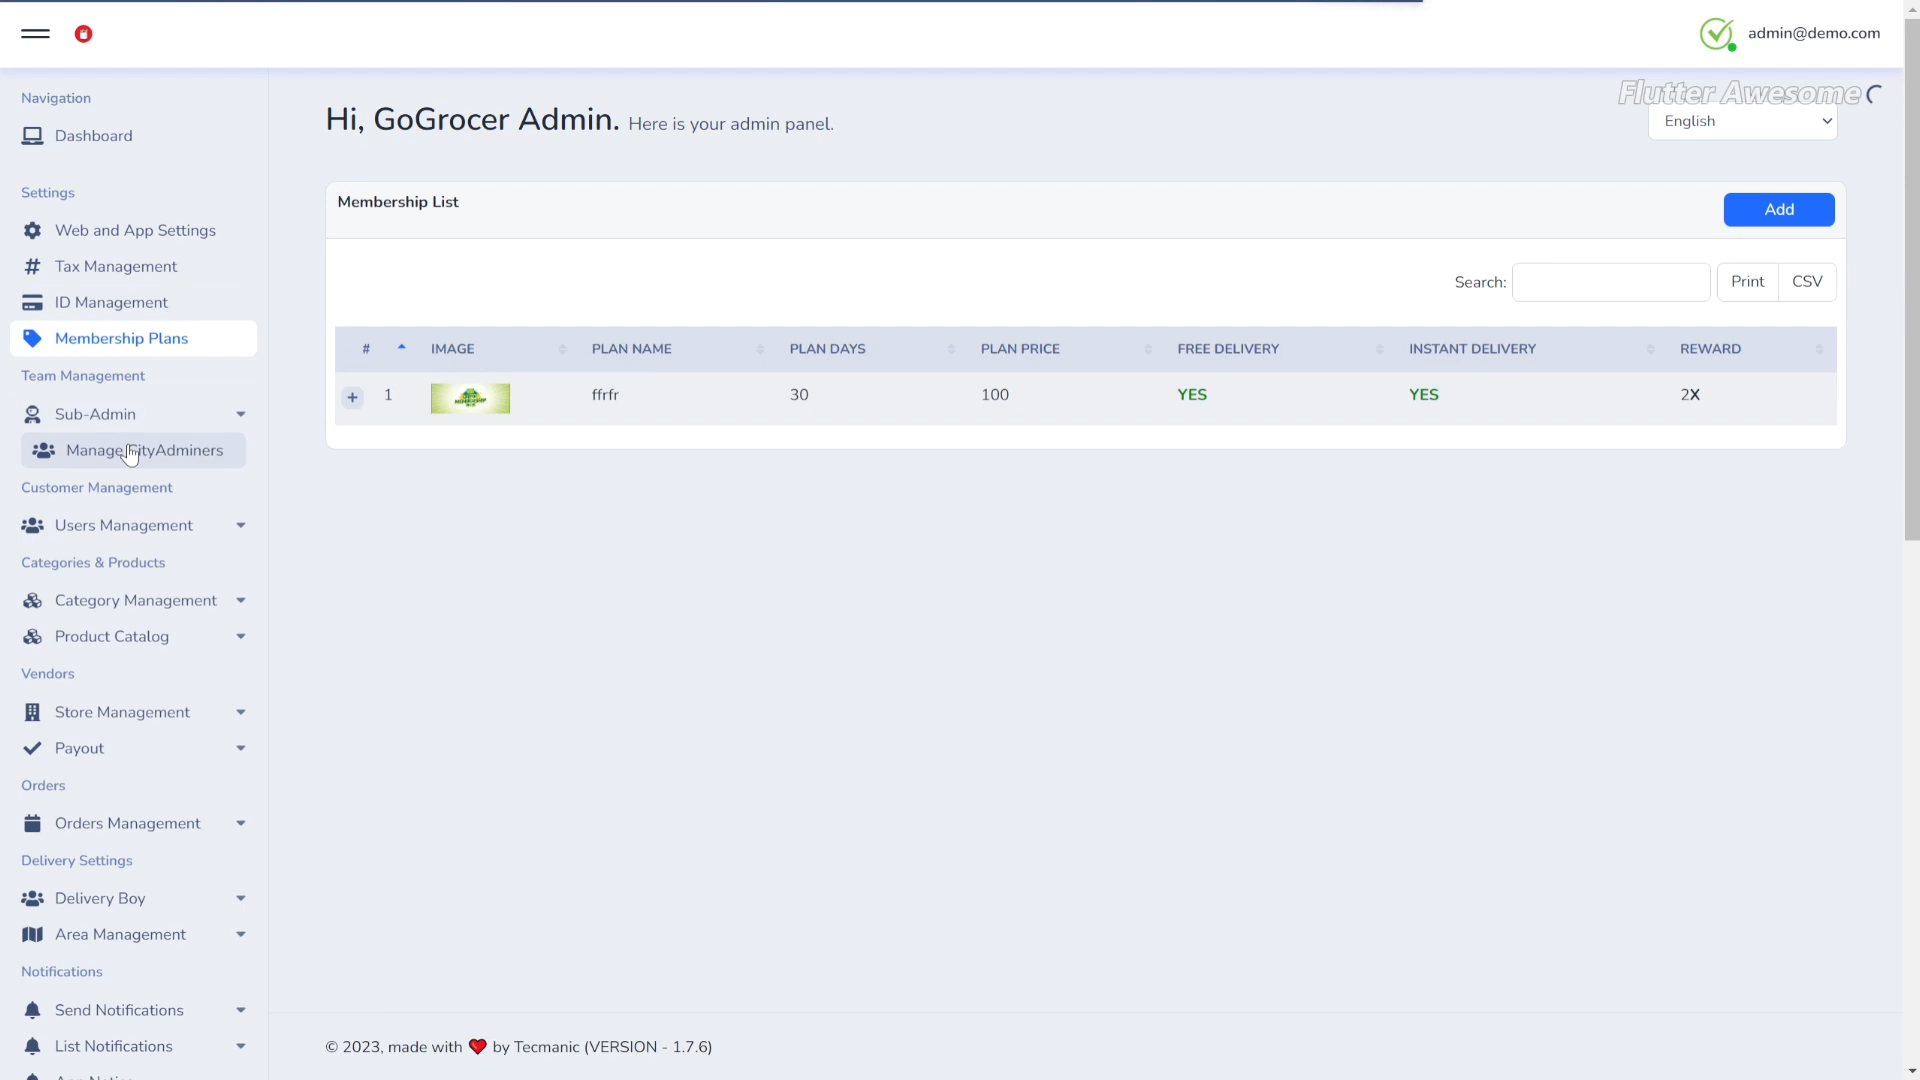 admin@demo.com
Flutter Awesome
Navigation
Dashboard
Settings
Web and App Settings
Tax Management
ID Management
Membership Plans
Team Management
Sub-Admin
Manage CityAdminers
Customer Management
Users Management
Categories & Products
Category Management
Product Catalog
Vendors
Store Management
Payout
Orders
Orders Management
Delivery Settings
Delivery Boy
Area Management
Notifications
Send Notifications
List Notifications
Hi, GoGrocer Admin. Here is your admin panel.
English
Membership List
Add
Search:
Print CSV
# IMAGE PLAN NAME PLAN DAYS PLAN PRICE FREE DELIVERY INSTANT DELIVERY REWARD
1 ffrfr 30 100 YES YES 2X
© 2023, made with ❤ by Tecmanic (VERSION - 1.7.6)